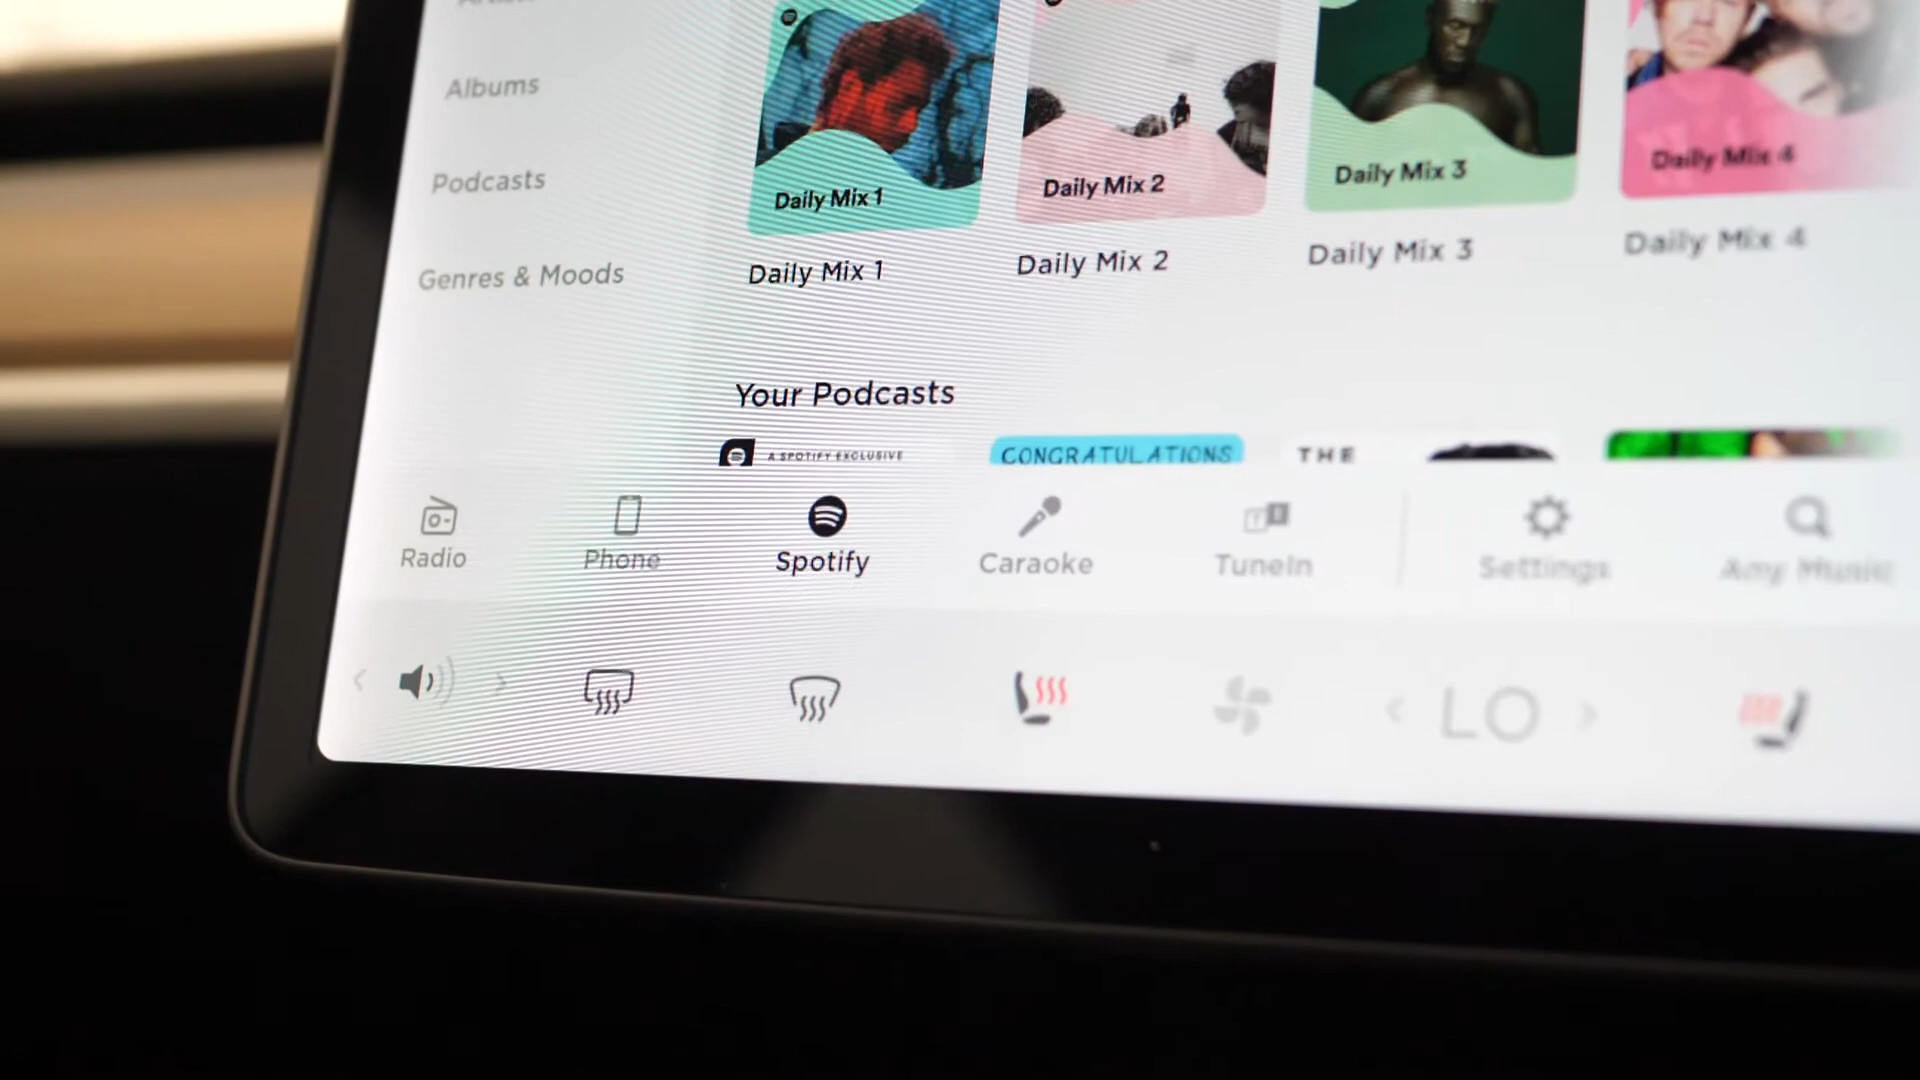 Albums
Podcasts
Genres & Moods
Daily Mix 1
Daily Mix 2
Daily Mix 3
Daily Mix 4
Daily Mix 1
Daily Mix 2
Daily Mix 3
Daily Mix 4
Your Podcasts
A SPOTIFY EXCLUSIVE
CONGRATULATIONS
THE
Radio
Phone
Spotify
Caraoke
TuneIn
Settings
Any Music
LO